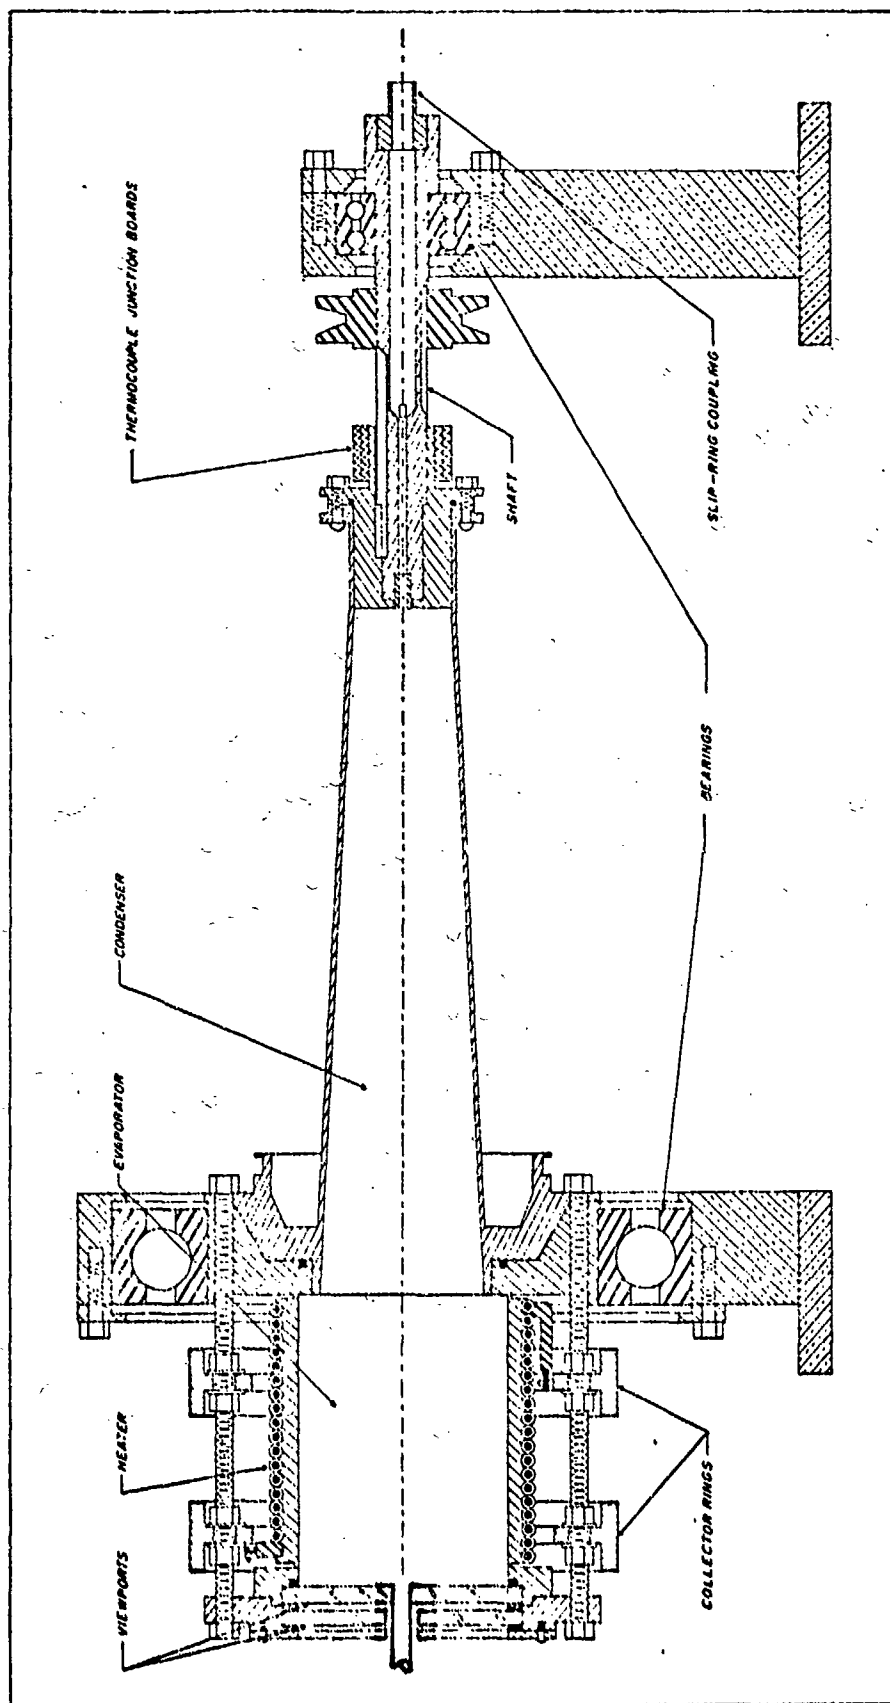 VIEWPORTS
HEATER
EVAPORATOR
CONDENSER
THERMOCOUPLE JUNCTION BOARDS
SHAFT
SLIP-RING COUPLING
BEARINGS
COLLECTOR RINGS